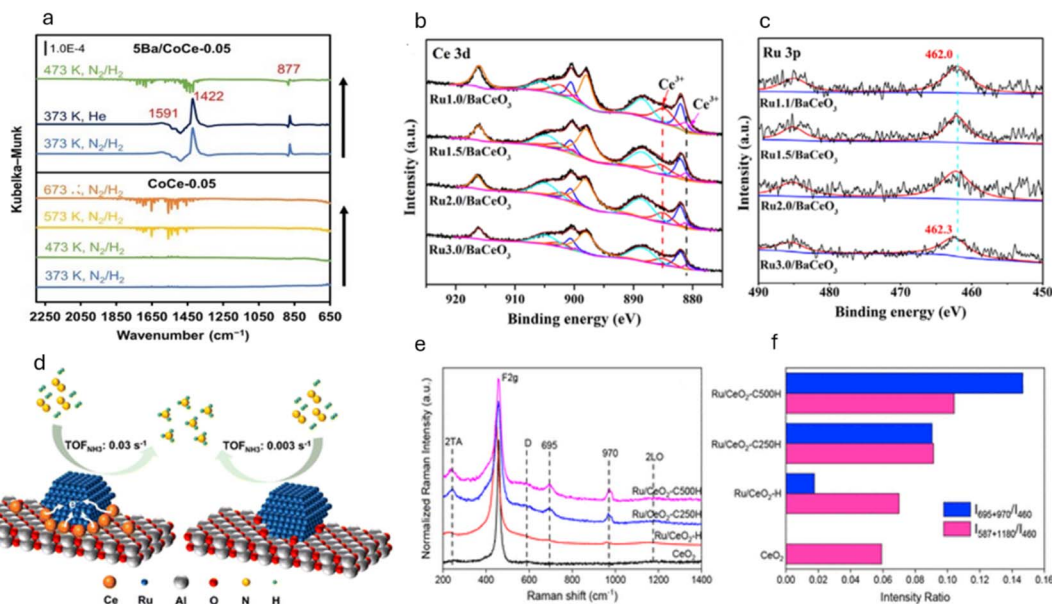 a
1.0E-4
5Ba/CoCe-0.05
473 K, N₂/H₂
877
1422
373 K, He
1591
373 K, N₂/H₂
CoCe-0.05
N₂/H₂
573 K, N₂/H₂
473 K, N₂/H₂
373 K, N₂/H₂
Kubelka–Munk
2250 2050 1850 1650 1450 1250 1050 850 650
Wavenumber (cm⁻¹)
b
Ce 3d
Ce³⁺
Ce³⁺
Ru1.0/BaCeO₃
Ru1.5/BaCeO₃
Ru2.0/BaCeO₃
Ru3.0/BaCeO₃
Intensity (a.u.)
920 910 900 890 880
Binding energy (eV)
c
Ru 3p
462.0
Ru1.1/BaCeO₃
Ru1.5/BaCeO₃
Ru2.0/BaCeO₃
462.3
Ru3.0/BaCeO₃
Intensity (a.u.)
490 480 470 460 450
Binding energy (eV)
d
TOF_NH3: 0.03 s⁻¹
TOF_NH3: 0.003 s⁻¹
Ce Ru Al O N H
e
F2g
2TA
D
695
970
2LO
Ru/CeO₂-C500H
Ru/CeO₂-C250H
Ru/CeO₂-H
CeO₂
Normalized Raman Intensity (a.u.)
200 400 600 800 1000 1200 1400
Raman shift (cm⁻¹)
f
Ru/CeO₂-C500H
Ru/CeO₂-C250H
Ru/CeO₂-H
CeO₂
I₆₉₅₊₉₇₀/I₄₆₀
I₅₈₇₊₁₁₈₀/I₄₆₀
0.00 0.02 0.04 0.06 0.08 0.10 0.12 0.14 0.16
Intensity Ratio